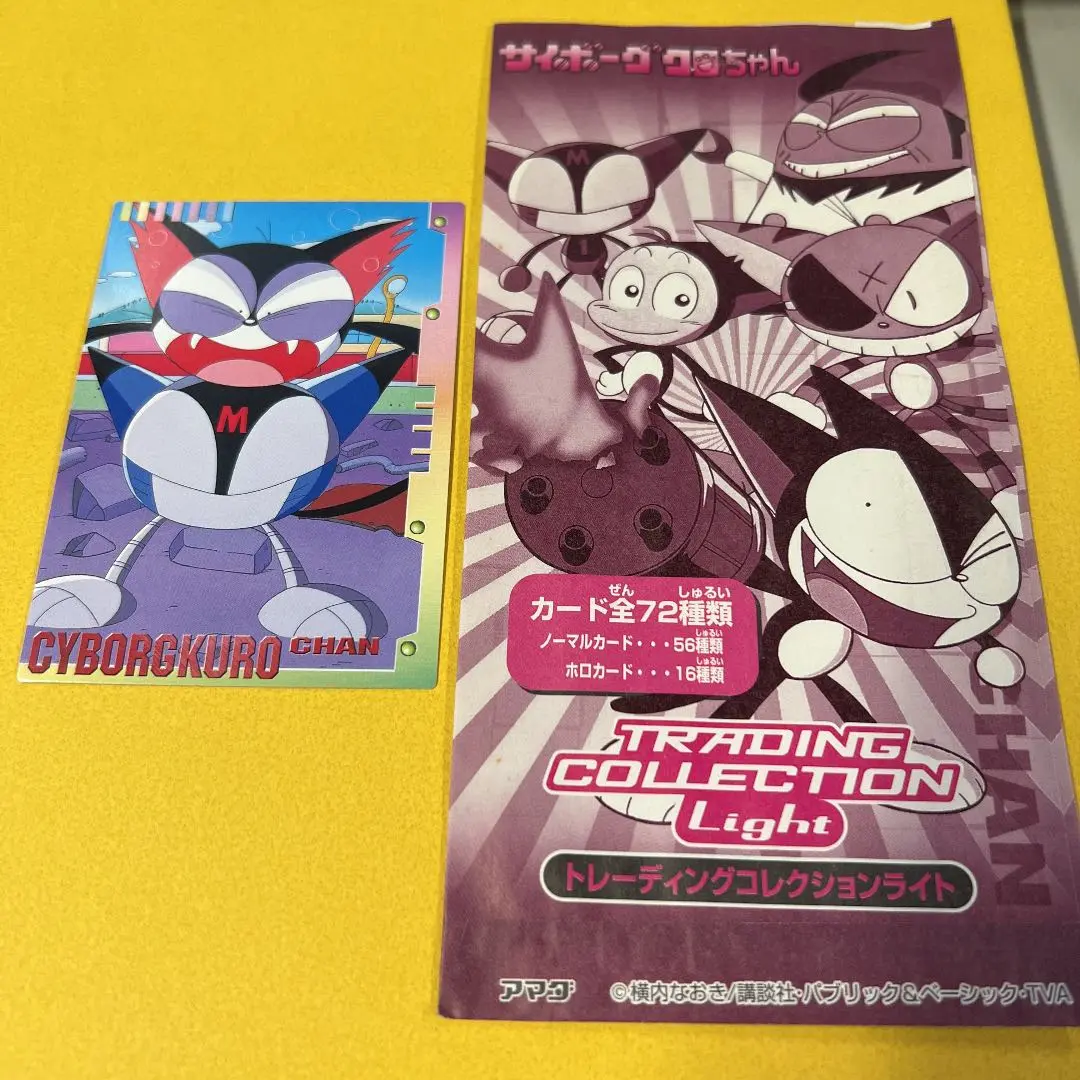 M
CYBORGKURO CHAN
サイボーグクロちゃん
M
ぜん しゅるい
カード全72種類
しゅるい
ノーマルカード・・・56種類
しゅるい
ホロカード・・・16種類
CHAN
TRADING
COLLECTION
Light
トレーディングコレクションライト
アマダ
©横内なおき/講談社・パブリック&ベーシック・TVA